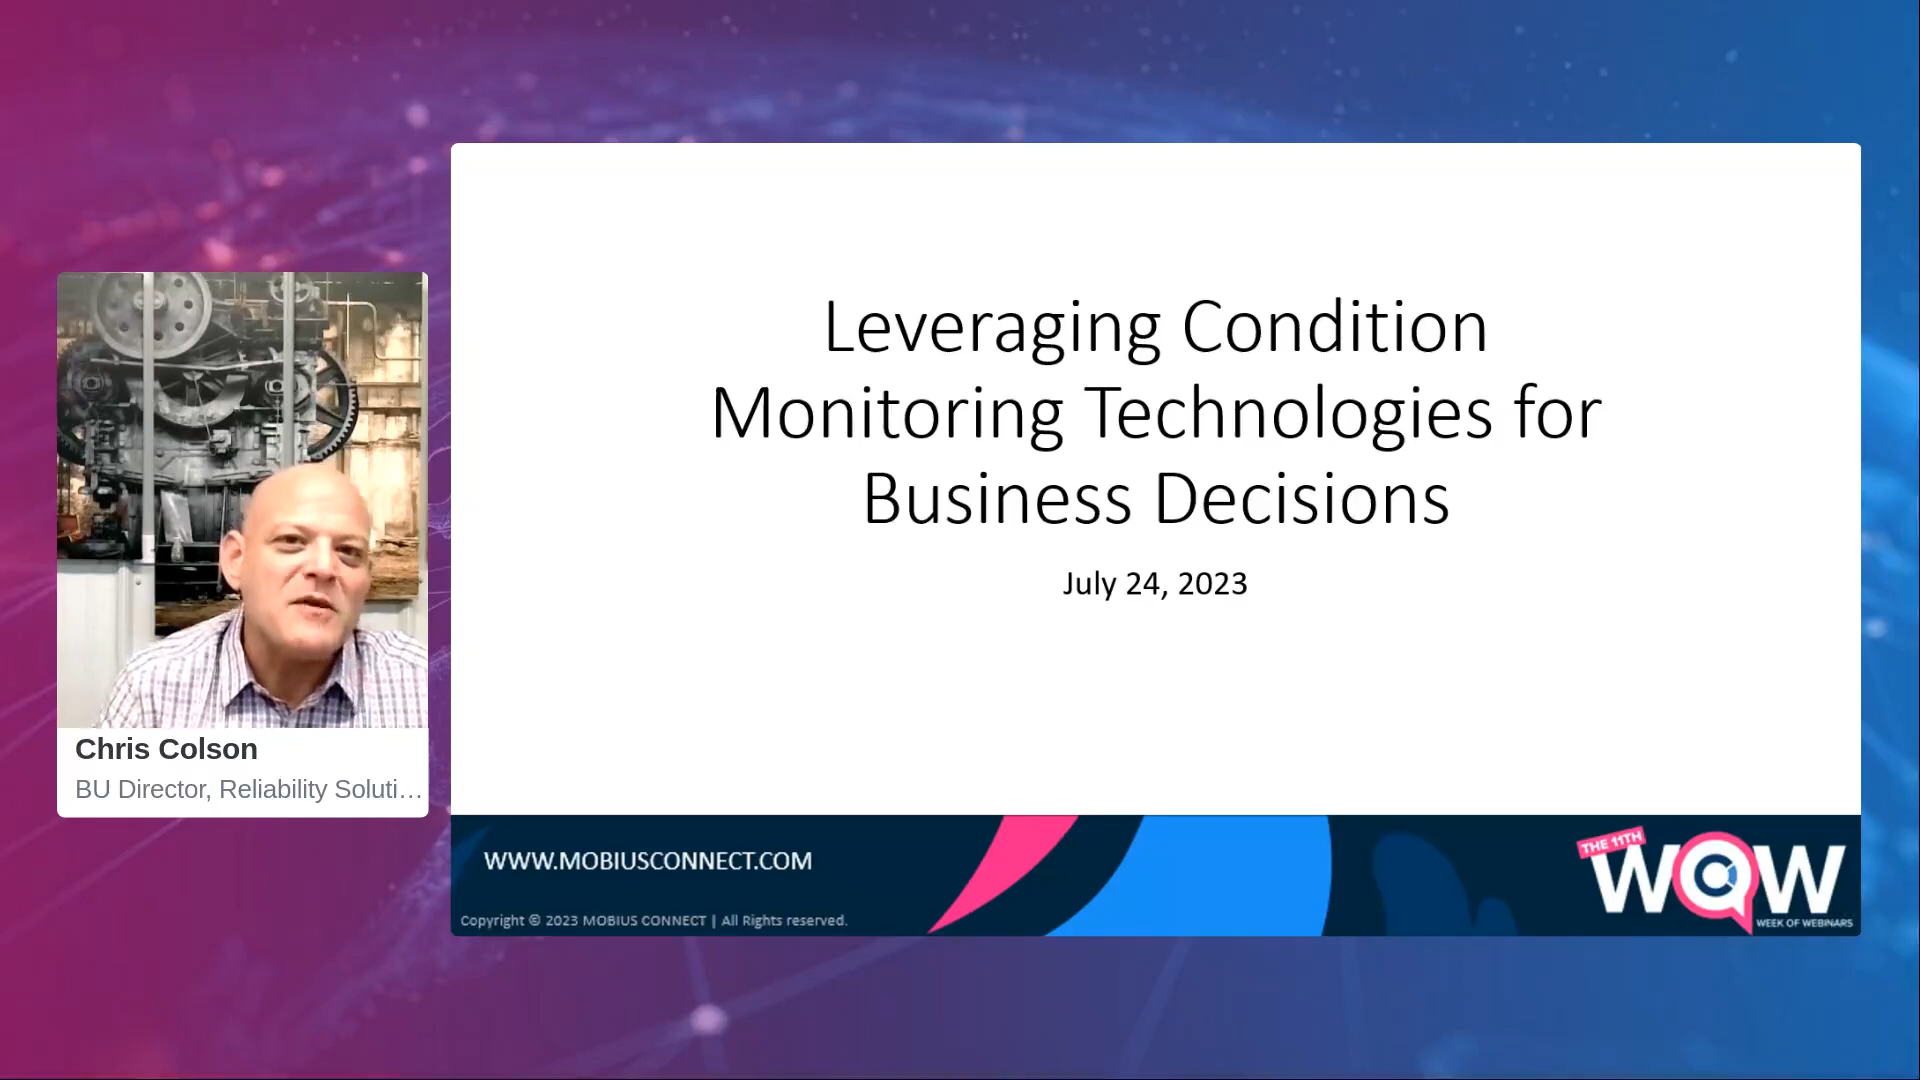 Leveraging Condition
Monitoring Technologies for
Business Decisions
July 24, 2023
Chris Colson
BU Director, Reliability Soluti…
WWW.MOBIUSCONNECT.COM
Copyright © 2023 MOBIUS CONNECT | All Rights reserved.
THE 11TH
WOW
WEEK OF WEBINARS